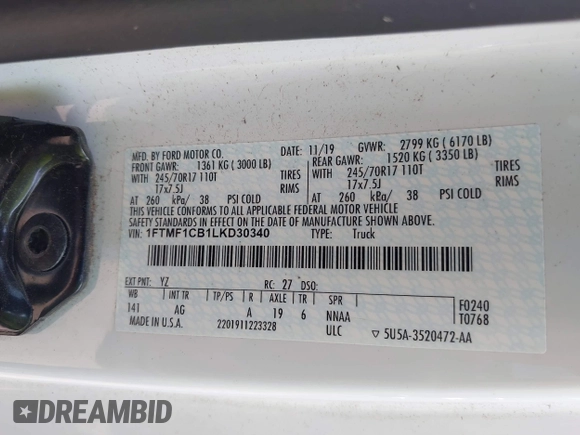 MFD. BY FORD MOTOR CO. 11/19 GVWR: 2799 KG ( 6170 LB)
FRONT GAWR: 1361 KG ( 3000 LB) REAR GAWR: 1520 KG ( 3350 LB)
WITH 245/70R17 110T TIRES WITH 245/70R17 110T TIRES
17x7.5J RIMS 17x7.5J RIMS
AT 260 kPa/ 38 PSI COLD AT 260 kPa/ 38 PSI COLD
THIS VEHICLE CONFORMS TO ALL APPLICABLE FEDERAL MOTOR VEHICLE
SAFETY STANDARDS IN EFFECT ON THE DATE OF MANUFACTURE SHOWN ABOVE.
VIN: 1FTMF1CB1LKD30340 TYPE: Truck
EXT PNT: YZ RC: 27 DSO:
WB INT TR TP/PS R AXLE TR SPR F0240
141 AG A 19 6 NNAA T0768
MADE IN U.S.A. 2201911223328 ULC ▽ 5U5A-3520472-AA
DREAMBID